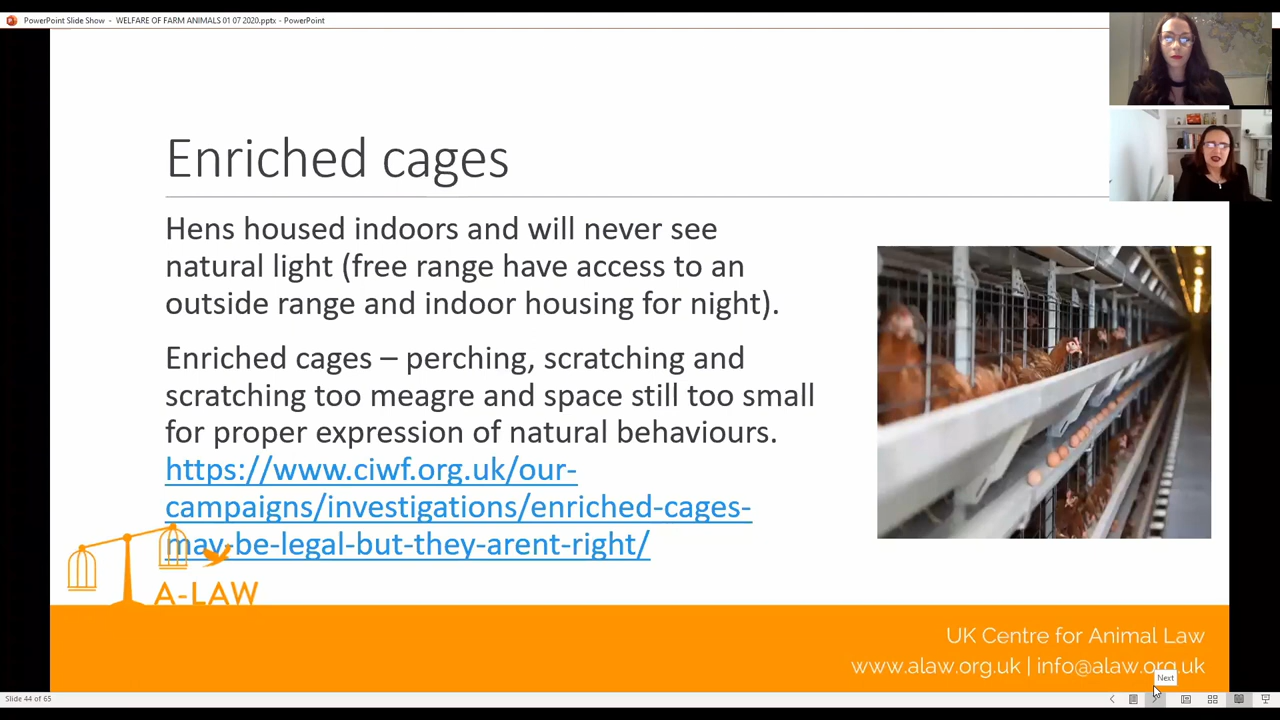 PowerPoint Slide Show - WELFARE OF FARM ANIMALS 01 07 2020.pptx - PowerPoint
Enriched cages
Hens housed indoors and will never see
natural light (free range have access to an
outside range and indoor housing for night).
Enriched cages – perching, scratching and
scratching too meagre and space still too small
for proper expression of natural behaviours.
https://www.ciwf.org.uk/our-
campaigns/investigations/enriched-cages-
may-be-legal-but-they-arent-right/
A-LAW
UK Centre for Animal Law
www.alaw.org.uk | info@alaw.org.uk
Next
Slide 44 of 65